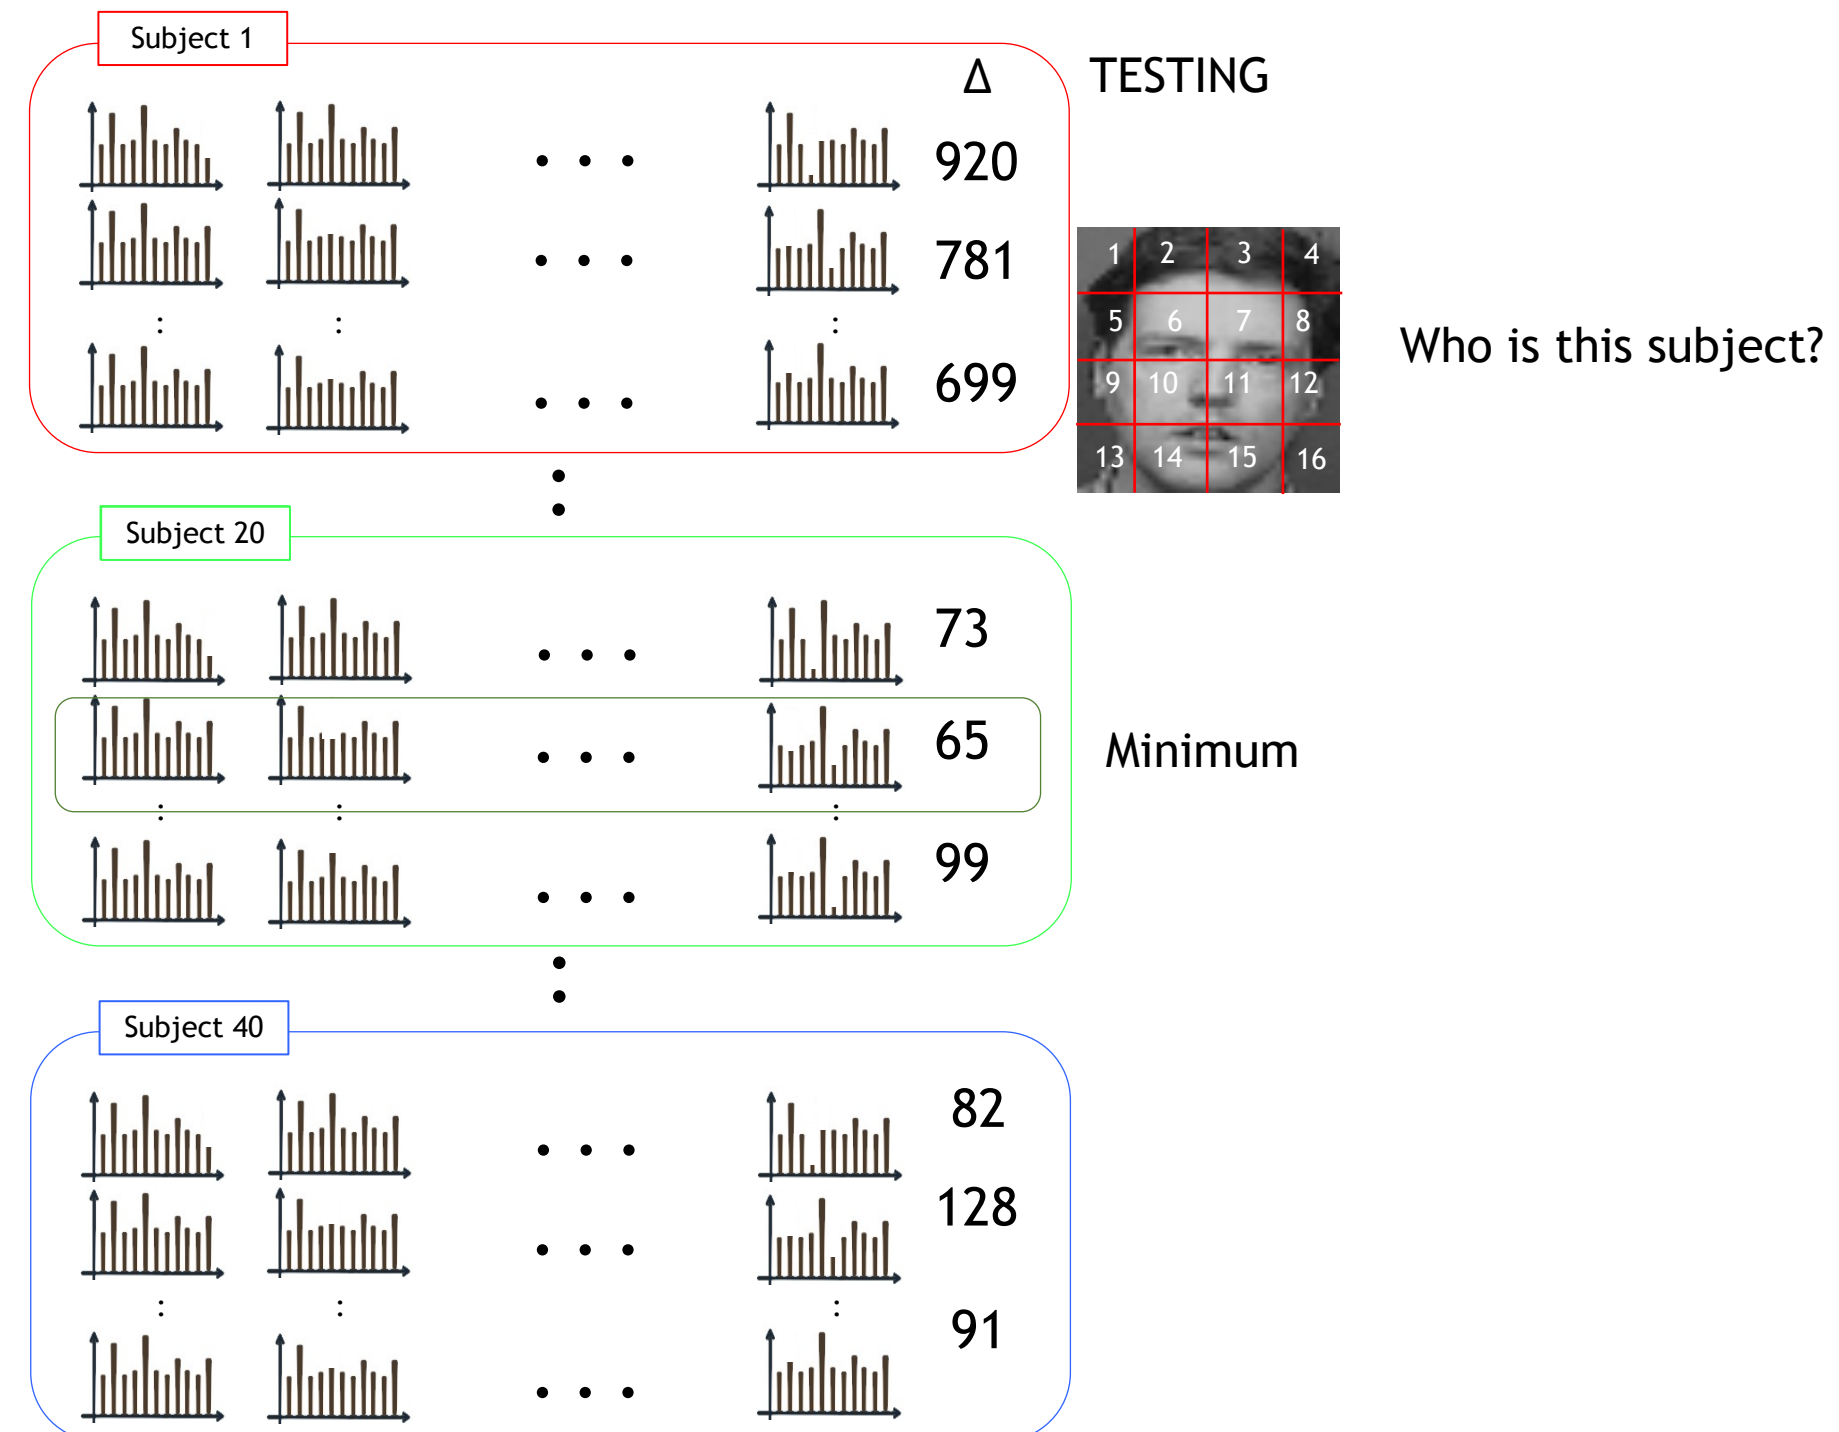 Subject 1
Δ
TESTING
920
781
:
:
:
699
1 2 3 4
5 6 7 8
9 10 11 12
13 14 15 16
Who is this subject?
Subject 20
73
65
Minimum
:
:
:
99
Subject 40
82
128
:
:
:
91